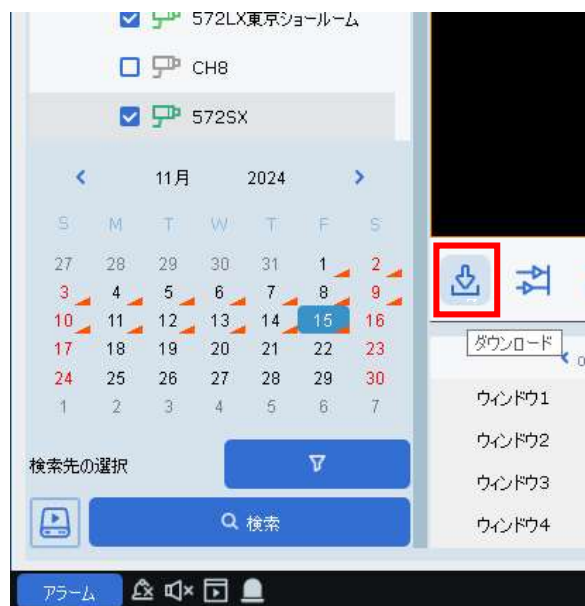 572LX東京ショールーム
CH8
572SX
11月 2024
S M T W T F S
27 28 29 30 31 1 2
3 4 5 6 7 8 9
10 11 12 13 14 15 16
17 18 19 20 21 22 23
24 25 26 27 28 29 30
1 2 3 4 5 6 7
検索先の選択
検索
ダウンロード
ウィンドウ1
ウィンドウ2
ウィンドウ3
ウィンドウ4
アラーム